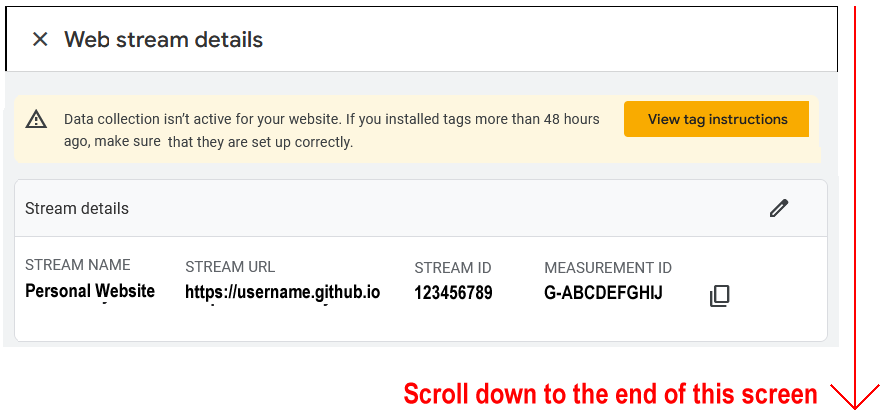 Web stream details
Data collection isn't active for your website. If you installed tags more than 48 hours
ago, make sure that they are set up correctly.
View tag instructions
Stream details
STREAM NAME STREAM URL STREAM ID MEASUREMENT ID
Personal Website https://username.github.io 123456789 G-ABCDEFGHIJ
Scroll down to the end of this screen